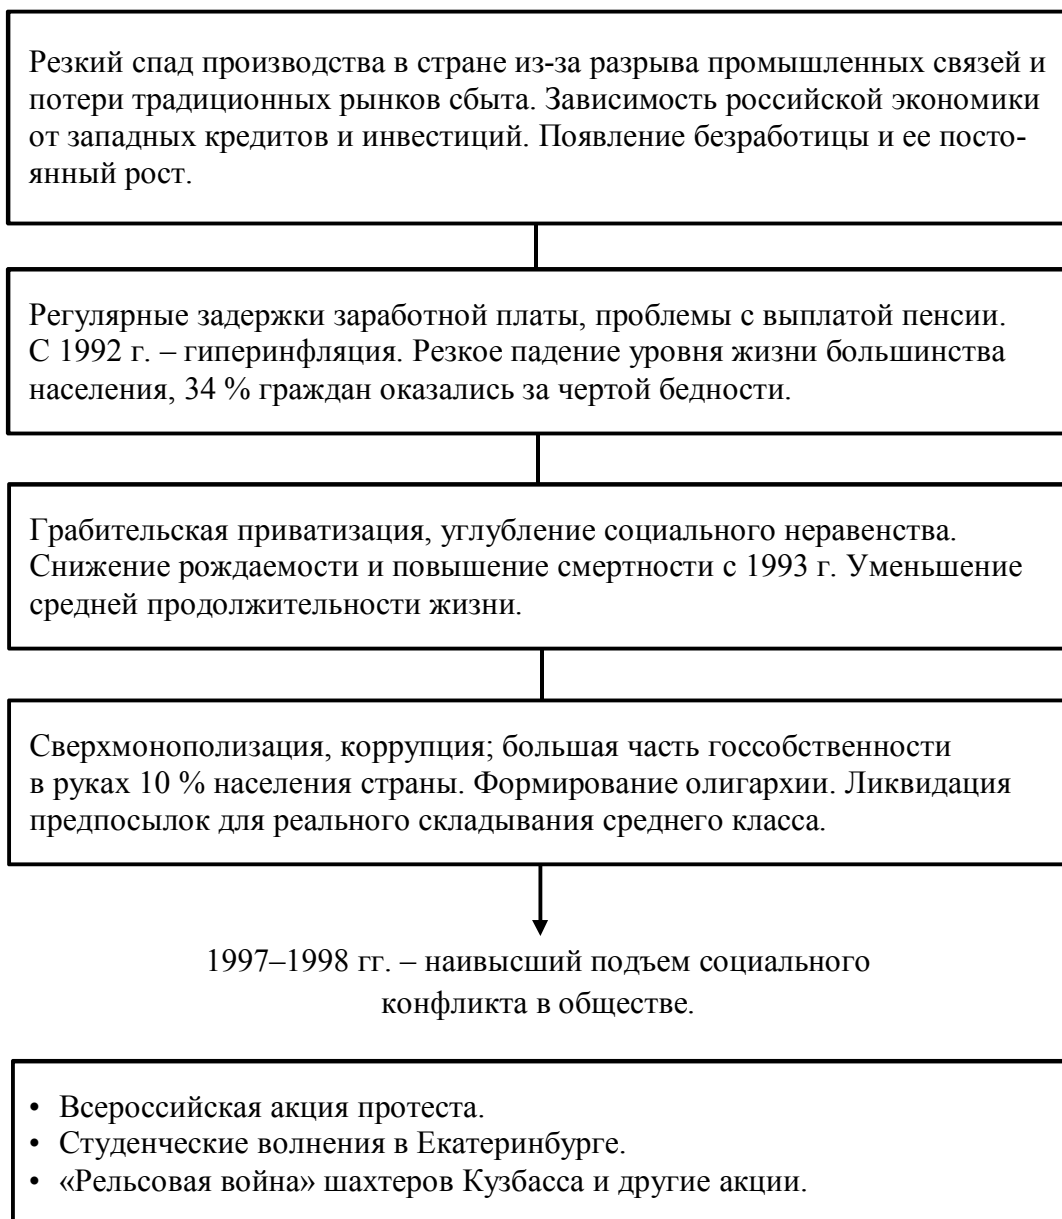 Резкий спад производства в стране из-за разрыва промышленных связей и
потери традиционных рынков сбыта. Зависимость российской экономики
от западных кредитов и инвестиций. Появление безработицы и ее посто-
янный рост.
Регулярные задержки заработной платы, проблемы с выплатой пенсии.
С 1992 г. – гиперинфляция. Резкое падение уровня жизни большинства
населения, 34 % граждан оказались за чертой бедности.
Грабительская приватизация, углубление социального неравенства.
Снижение рождаемости и повышение смертности с 1993 г. Уменьшение
средней продолжительности жизни.
Сверхмонополизация, коррупция; большая часть госсобственности
в руках 10 % населения страны. Формирование олигархии. Ликвидация
предпосылок для реального складывания среднего класса.
1997–1998 гг. – наивысший подъем социального
конфликта в обществе.
• Всероссийская акция протеста.
• Студенческие волнения в Екатеринбурге.
• «Рельсовая война» шахтеров Кузбасса и другие акции.